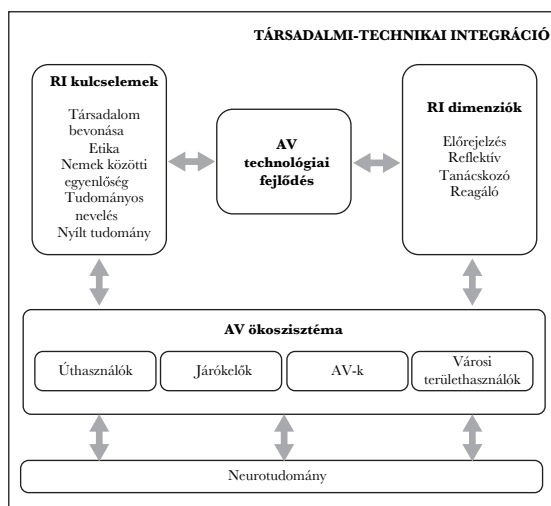 TÁRSADALMI-TECHNIKAI INTEGRÁCIÓ
RI kulcselemek
Társadalom
bevonása
Etika
Nemek közötti
egyenlőség
Tudományos
nevelés
Nyílt tudomány
AV
technológiai
fejlődés
RI dimenziók
Előrejelzés
Reflektív
Tanácskozó
Reagáló
AV ökoszisztéma
Úthasználók
Járókelők
AV-k
Városi
területhasználók
Neurotudomány